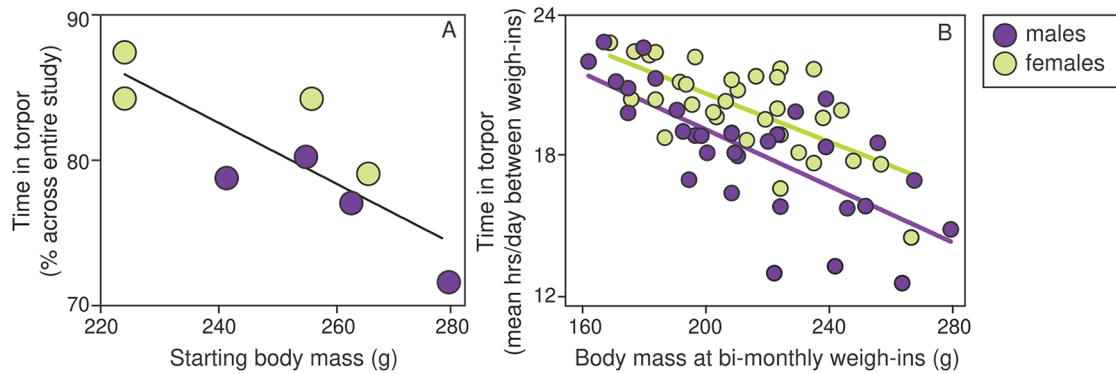 A
90
80
70
220
240
260
280
Time in torpor
(% across entire study)
Starting body mass (g)
B
24
18
12
160
200
240
280
Time in torpor
(mean hrs/day between weigh-ins)
Body mass at bi-monthly weigh-ins (g)
males
females